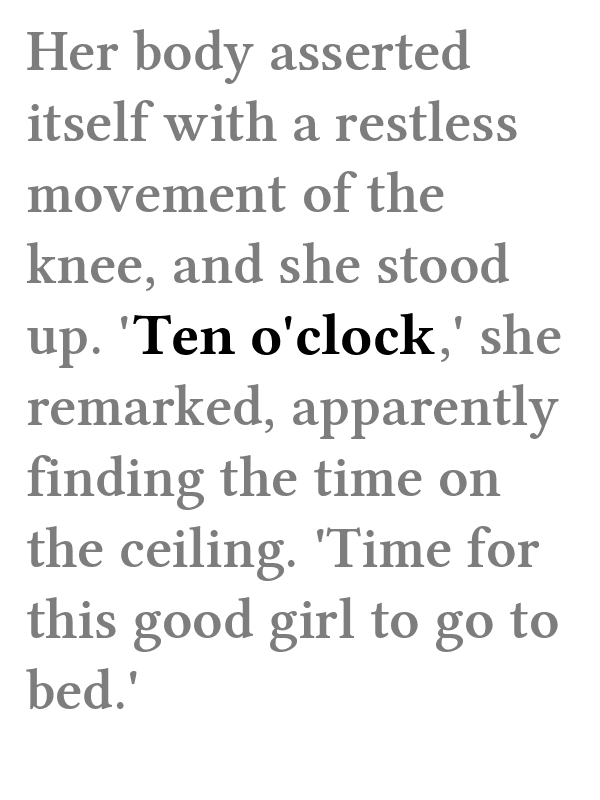 Her body asserted
itself with a restless
movement of the
knee, and she stood
up. 'Ten o'clock,' she
remarked, apparently
finding the time on
the ceiling. 'Time for
this good girl to go to
bed.'